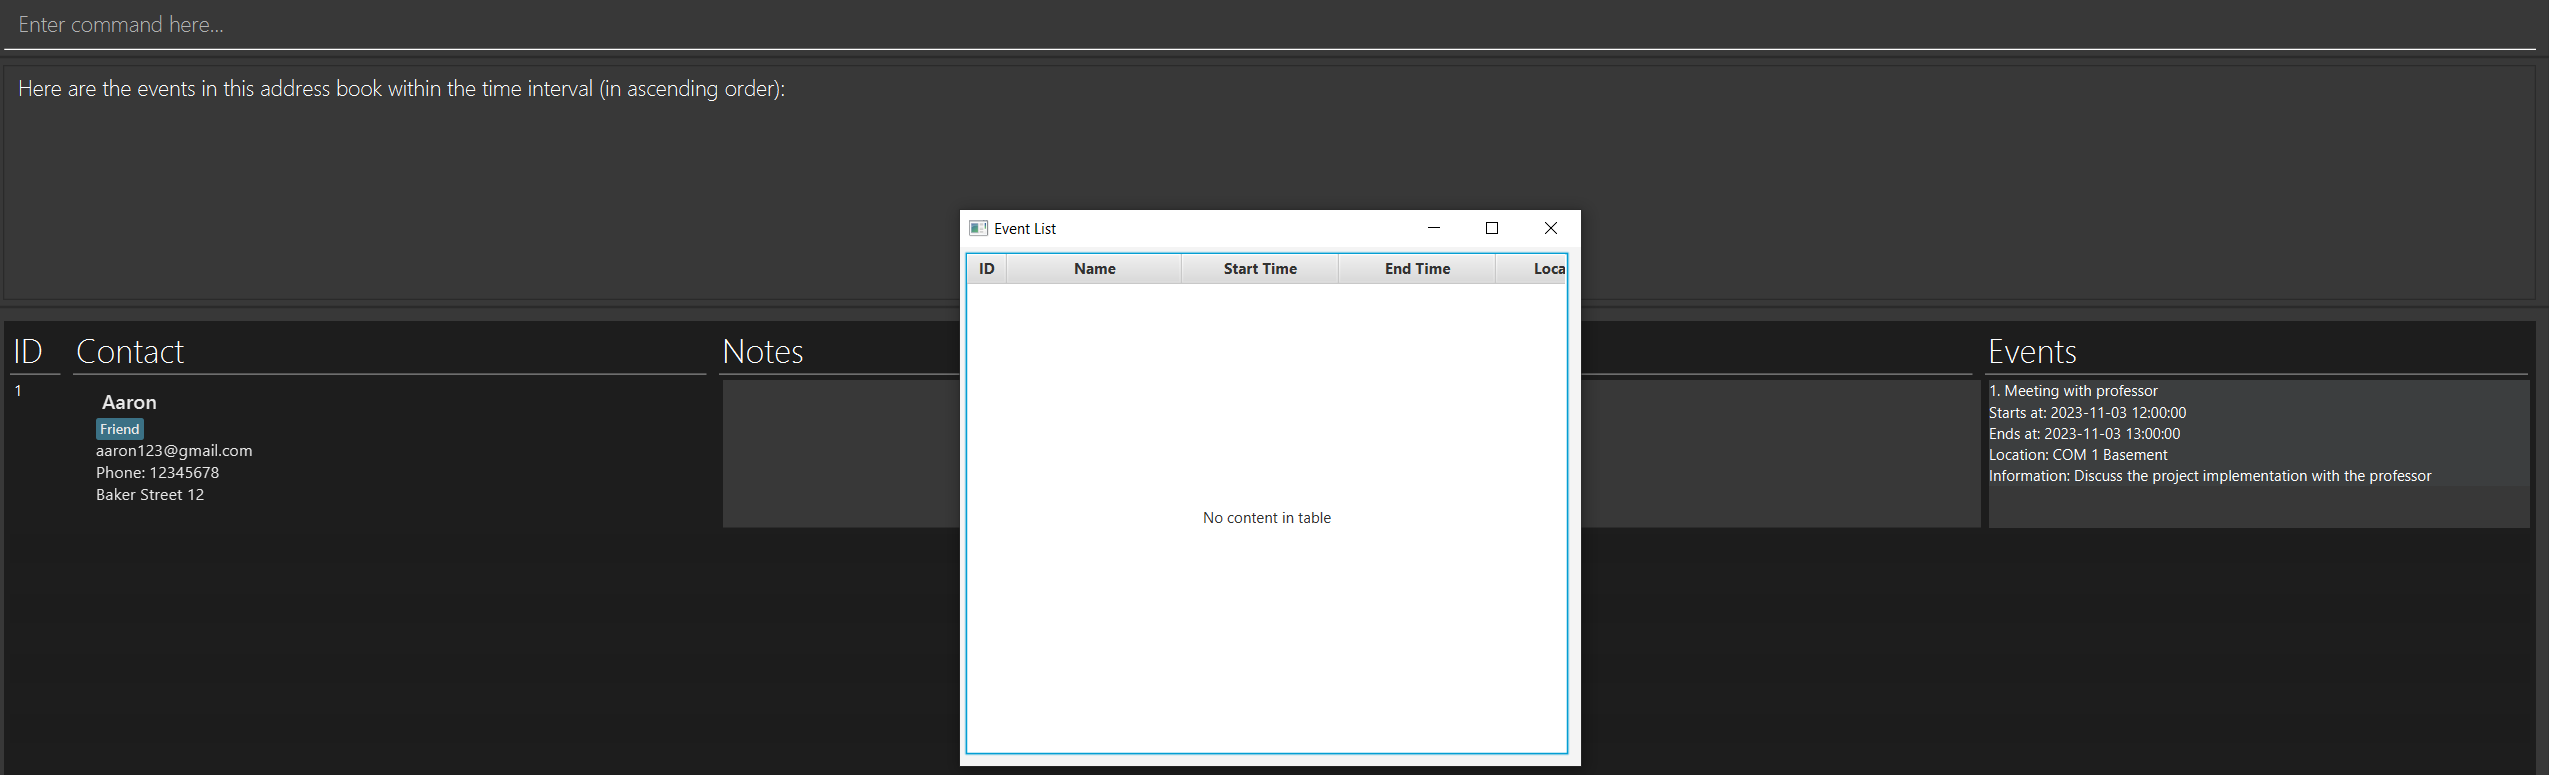 Enter command here...
Here are the events in this address book within the time interval (in ascending order):
Event List
ID Name Start Time End Time
No content in table
ID Contact Notes Events
1
Aaron
Friend
aaron123@gmail.com
Phone: 12345678
Baker Street 12
1. Meeting with professor
Starts at: 2023-11-03 12:00:00
Ends at: 2023-11-03 13:00:00
Location: COM 1 Basement
Information: Discuss the project implementation with the professor